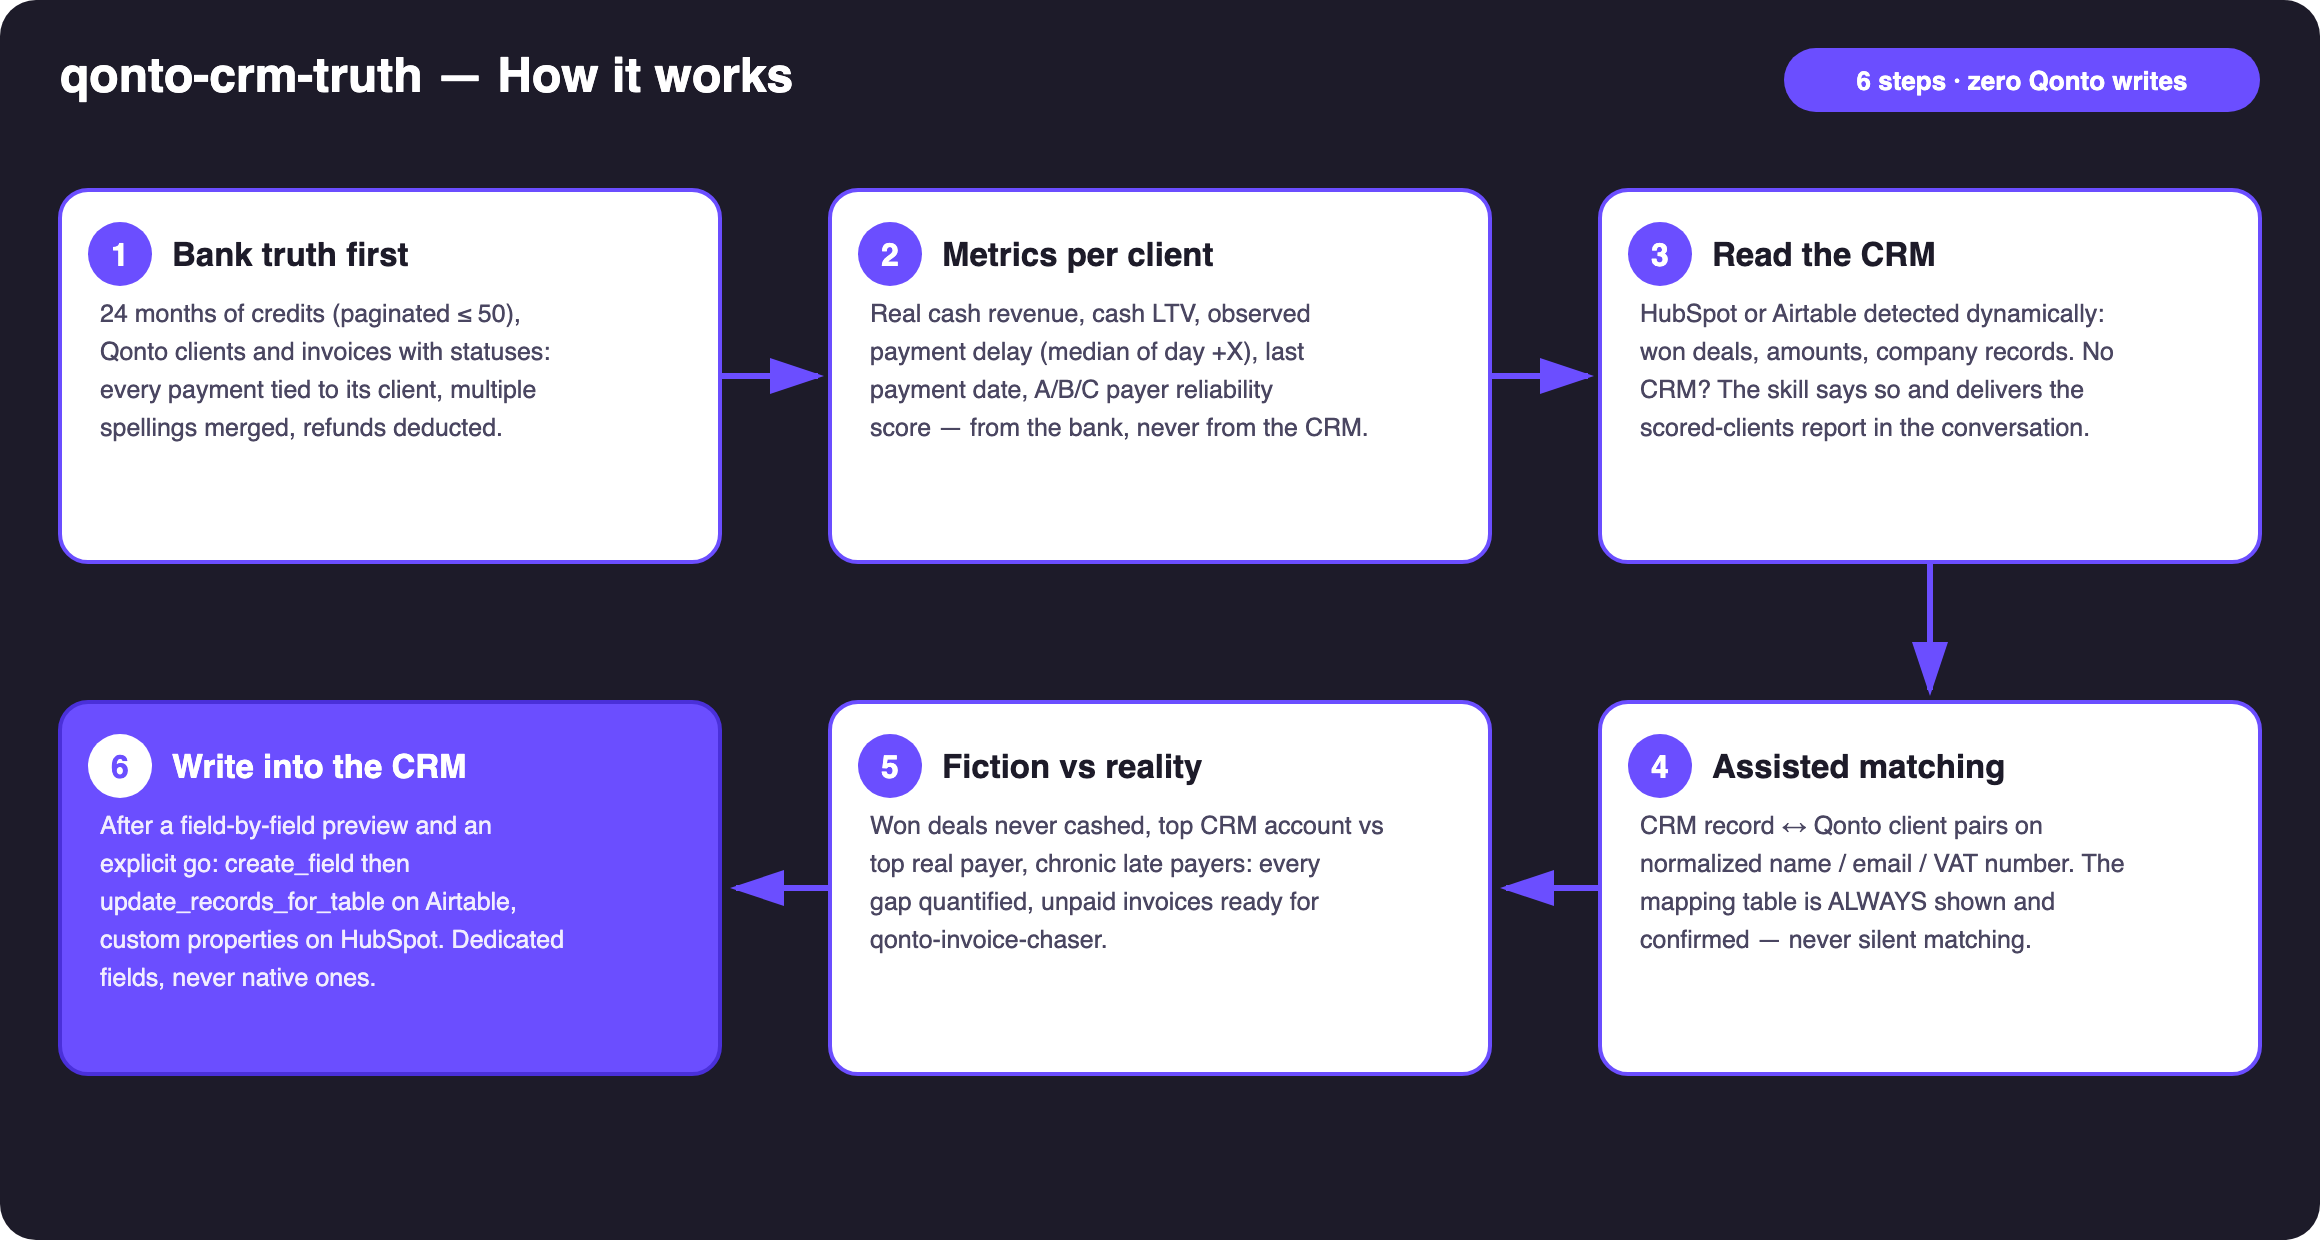 qonto-crm-truth — How it works
6 steps · zero Qonto writes
1 Bank truth first
24 months of credits (paginated ≤ 50),
Qonto clients and invoices with statuses:
every payment tied to its client, multiple
spellings merged, refunds deducted.
2 Metrics per client
Real cash revenue, cash LTV, observed
payment delay (median of day +X), last
payment date, A/B/C payer reliability
score — from the bank, never from the CRM.
3 Read the CRM
HubSpot or Airtable detected dynamically:
won deals, amounts, company records. No
CRM? The skill says so and delivers the
scored-clients report in the conversation.
4 Assisted matching
CRM record ↔ Qonto client pairs on
normalized name / email / VAT number. The
mapping table is ALWAYS shown and
confirmed — never silent matching.
5 Fiction vs reality
Won deals never cashed, top CRM account vs
top real payer, chronic late payers: every
gap quantified, unpaid invoices ready for
qonto-invoice-chaser.
6 Write into the CRM
After a field-by-field preview and an
explicit go: create_field then
update_records_for_table on Airtable,
custom properties on HubSpot. Dedicated
fields, never native ones.